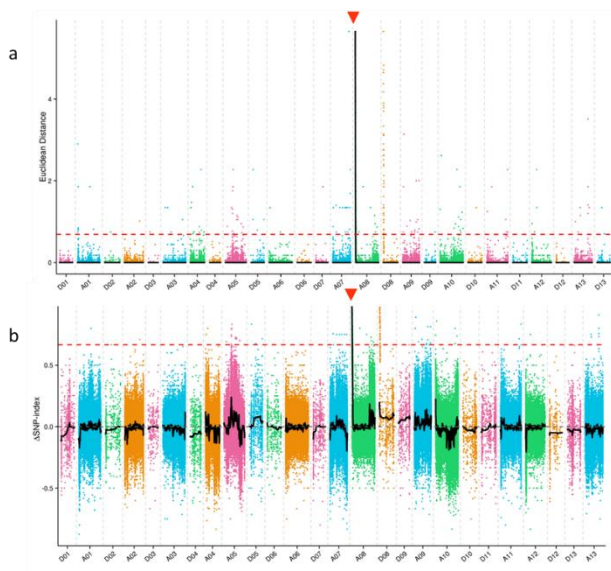 a
Euclidean Distance
4
2
0
D01 A01 D02 A02 D03 A03 A04 D04 A05 D05 A06 D06 D07 A07 A08 D08 A09 D09 A10 D10 A11 D11 A12 D12 A13 D13
b
ΔSNP-Index
0.5
0.0
-0.5
D01 A01 D02 A02 D03 A03 D04 A04 A05 D05 D06 A06 D07 A07 A08 D08 D09 A09 A10 D10 D11 A11 A12 D12 D13 A13